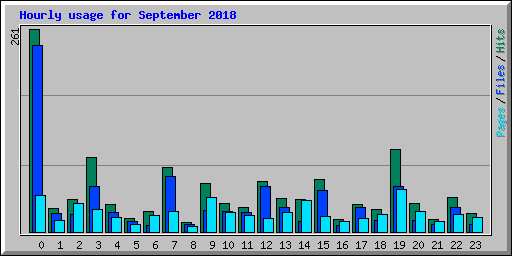 Hourly usage for September 2018
261
Pages/Files/Hits
0 1 2 3 4 5 6 7 8 9 10 11 12 13 14 15 16 17 18 19 20 21 22 23